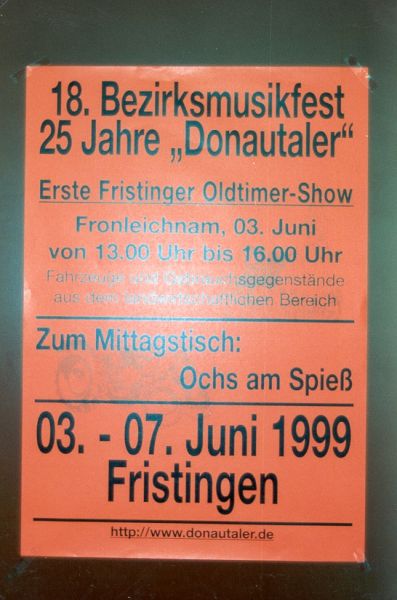 18. Bezirksmusikfest
25 Jahre „Donautaler“
Erste Fristinger Oldtimer-Show
Fronleichnam, 03. Juni
von 13.00 Uhr bis 16.00 Uhr
Fahrzeuge und Gebrauchsgegenstände
aus dem landwirtschaftlichen Bereich
Zum Mittagstisch:
Ochs am Spieß
03. - 07. Juni 1999
Fristingen
http://www.donautaler.de